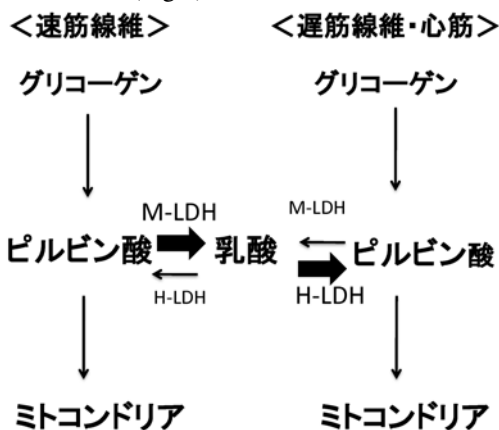 <速筋線維>
<遅筋線維・心筋>
グリコーゲン
グリコーゲン
M-LDH
M-LDH
ピルビン酸
乳酸
ピルビン酸
H-LDH
H-LDH
ミトコンドリア
ミトコンドリア